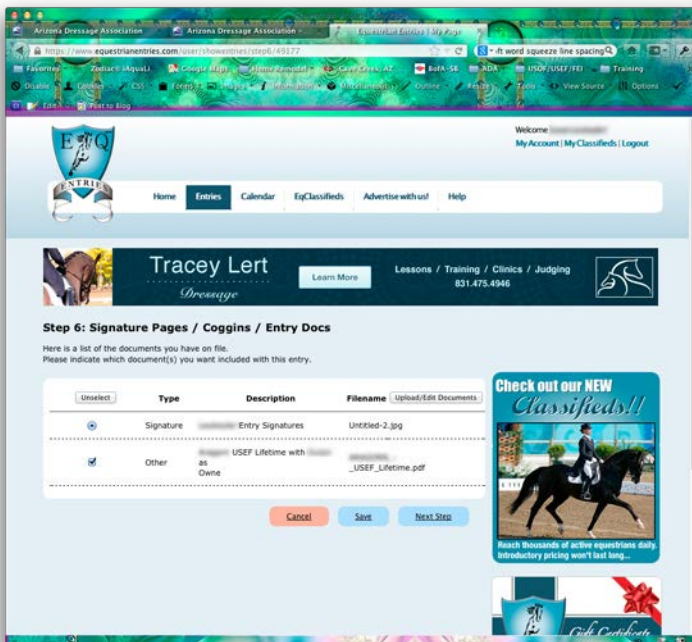 Arizona Dressage Association
Arizona Dressage Association -
Equestrian Entries | My Page
https://www.equestrianentries.com/user/showentries/step6/49177
-ft word squeeze line spacing
Favorites
Zodiac© iAquaLi...
Google Maps
Home Remodel
Cave Creek, AZ
BofA-SB
ADA
USDF/USEF/FEI
Training
Disable
Cookies
CSS
Forms
Images
Information
Miscellaneous
Outline
Resize
Tools
View Source
Options
Edit
Post to Blog
E Q
ENTRIES
Welcome
My Account | My Classifieds | Logout
Home
Entries
Calendar
EqClassifieds
Advertise with us!
Help
Tracey Lert
Dressage
Learn More
Lessons / Training / Clinics / Judging
831.475.4946
Step 6: Signature Pages / Coggins / Entry Docs
Here is a list of the documents you have on file.
Please indicate which document(s) you want included with this entry.
Unselect
Type
Description
Filename
Upload/Edit Documents
Signature
Entry Signatures
Untitled-2.jpg
Other
USEF Lifetime with
as
Owne
_USEF_Lifetime.pdf
Cancel
Save
Next Step
Check out our NEW
Classifieds!!
Reach thousands of active equestrians daily.
Introductory pricing won't last long...
Gift Certificate